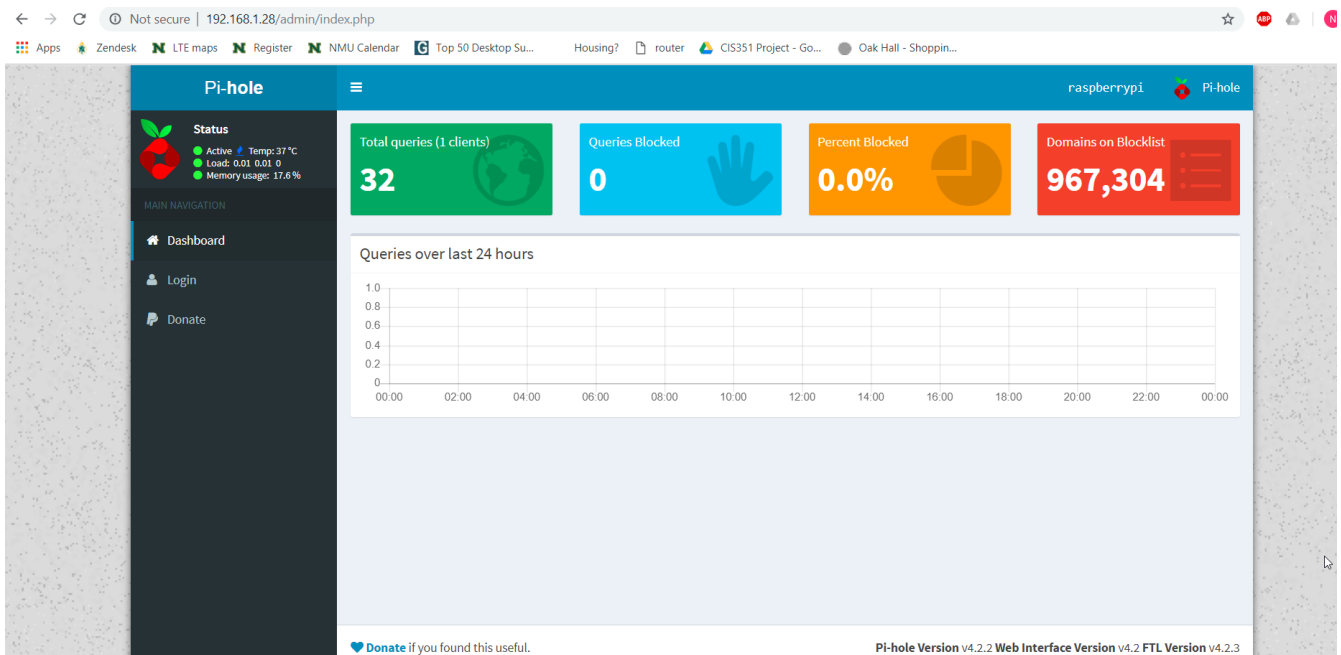 Not secure | 192.168.1.28/admin/index.php
ABP
N
Apps Zendesk N LTE maps N Register N NMU Calendar G Top 50 Desktop Su... Housing? router CIS351 Project - Go... Oak Hall - Shoppin...
Pi-hole
raspberrypi Pi-hole
Status
Active Temp: 37 °C
Load: 0.01 0.01 0
Memory usage: 17.6 %
MAIN NAVIGATION
Dashboard
Login
Donate
Total queries (1 clients)
32
Queries Blocked
0
Percent Blocked
0.0%
Domains on Blocklist
967,304
Queries over last 24 hours
1.0
0.8
0.6
0.4
0.2
0
00:00 02:00 04:00 06:00 08:00 10:00 12:00 14:00 16:00 18:00 20:00 22:00 00:00
Donate if you found this useful.
Pi-hole Version v4.2.2 Web Interface Version v4.2 FTL Version v4.2.3